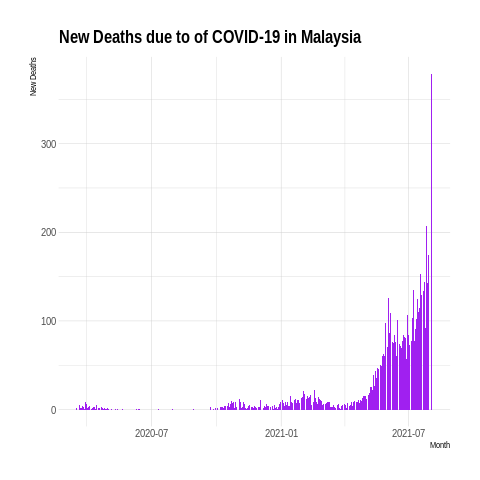 New Deaths due to of COVID-19 in Malaysia
New Deaths
300
200
100
0
2020-07
2021-01
2021-07
Month